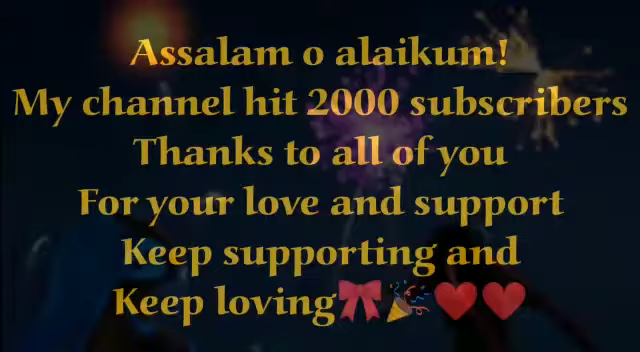 Assalam o alaikum!
My channel hit 2000 subscribers
Thanks to all of you
For your love and support
Keep supporting and
Keep loving🎀🎉❤️❤️